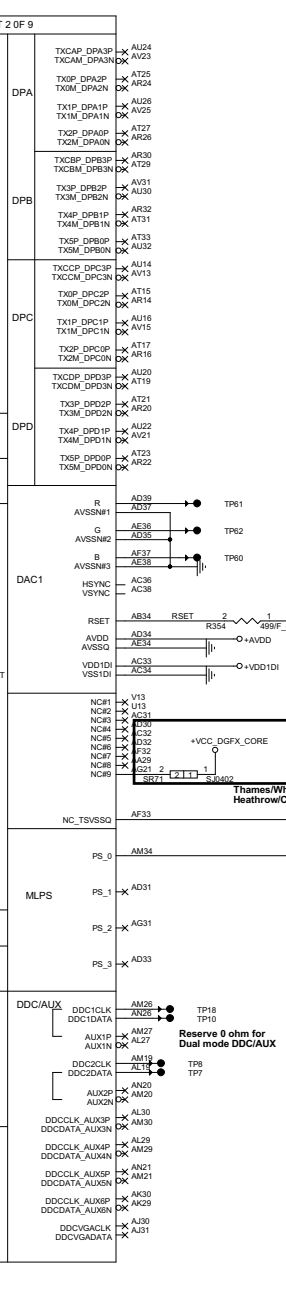 T 2 OF 9
DPA
TXCAP_DPA3P AU24
TXCAM_DPA3N AV23
TX0P_DPA2P AT25
TX0M_DPA2N AR24
TX1P_DPA1P AU26
TX1M_DPA1N AV25
TX2P_DPA0P AT27
TX2M_DPA0N AR26
DPB
TXCBP_DPB3P AR30
TXCBM_DPB3N AT29
TX3P_DPB2P AV31
TX3M_DPB2N AU30
TX4P_DPB1P AR32
TX4M_DPB1N AT31
TX5P_DPB0P AT33
TX5M_DPB0N AU32
DPC
TXCCP_DPC3P AU14
TXCCM_DPC3N AV13
TX0P_DPC2P AT15
TX0M_DPC2N AR14
TX1P_DPC1P AU16
TX1M_DPC1N AV15
TX2P_DPC0P AT17
TX2M_DPC0N AR16
DPD
TXCDP_DPD3P AU20
TXCDM_DPD3N AT19
TX3P_DPD2P AT21
TX3M_DPD2N AR20
TX4P_DPD1P AU22
TX4M_DPD1N AV21
TX5P_DPD0P AT23
TX5M_DPD0N AR22
DAC1
R AD39 TP61
AVSSN#1 AD37
G AE36 TP62
AVSSN#2 AD35
B AF37 TP60
AVSSN#3 AE38
HSYNC AC36
VSYNC AC38
RSET AB34 RSET 2 1
R354 499/F_
AVDD AD34 +AVDD
AVSSQ AE34
VDD1DI AC33 +VDD1DI
VSS1DI AC34
T
NC#1 V13
NC#2 U13
NC#3 AC31
NC#4 AD30
NC#5 AC32
NC#6 AD32
NC#7 AF32
NC#8 AA29
NC#9 AG21
+VCC_DGFX_CORE
2 2 1 1
SR71 SJ0402
Thames/Wh
Heathrow/C
NC_TSVSSQ AF33
MLPS
PS_0 AM34
PS_1 AD31
PS_2 AG31
PS_3 AD33
DDC/AUX
DDC1CLK AM26 TP18
DDC1DATA AN26 TP10
AUX1P AM27
AUX1N AL27
Reserve 0 ohm for
Dual mode DDC/AUX
DDC2CLK AM19 TP8
DDC2DATA AL19 TP7
AUX2P AN20
AUX2N AM20
DDCCLK_AUX3P AL30
DDCDATA_AUX3N AM30
DDCCLK_AUX4P AL29
DDCDATA_AUX4N AM29
DDCCLK_AUX5P AN21
DDCDATA_AUX5N AM21
DDCCLK_AUX6P AK30
DDCDATA_AUX6N AK29
DDCVGACLK AJ30
DDCVGADATA AJ31